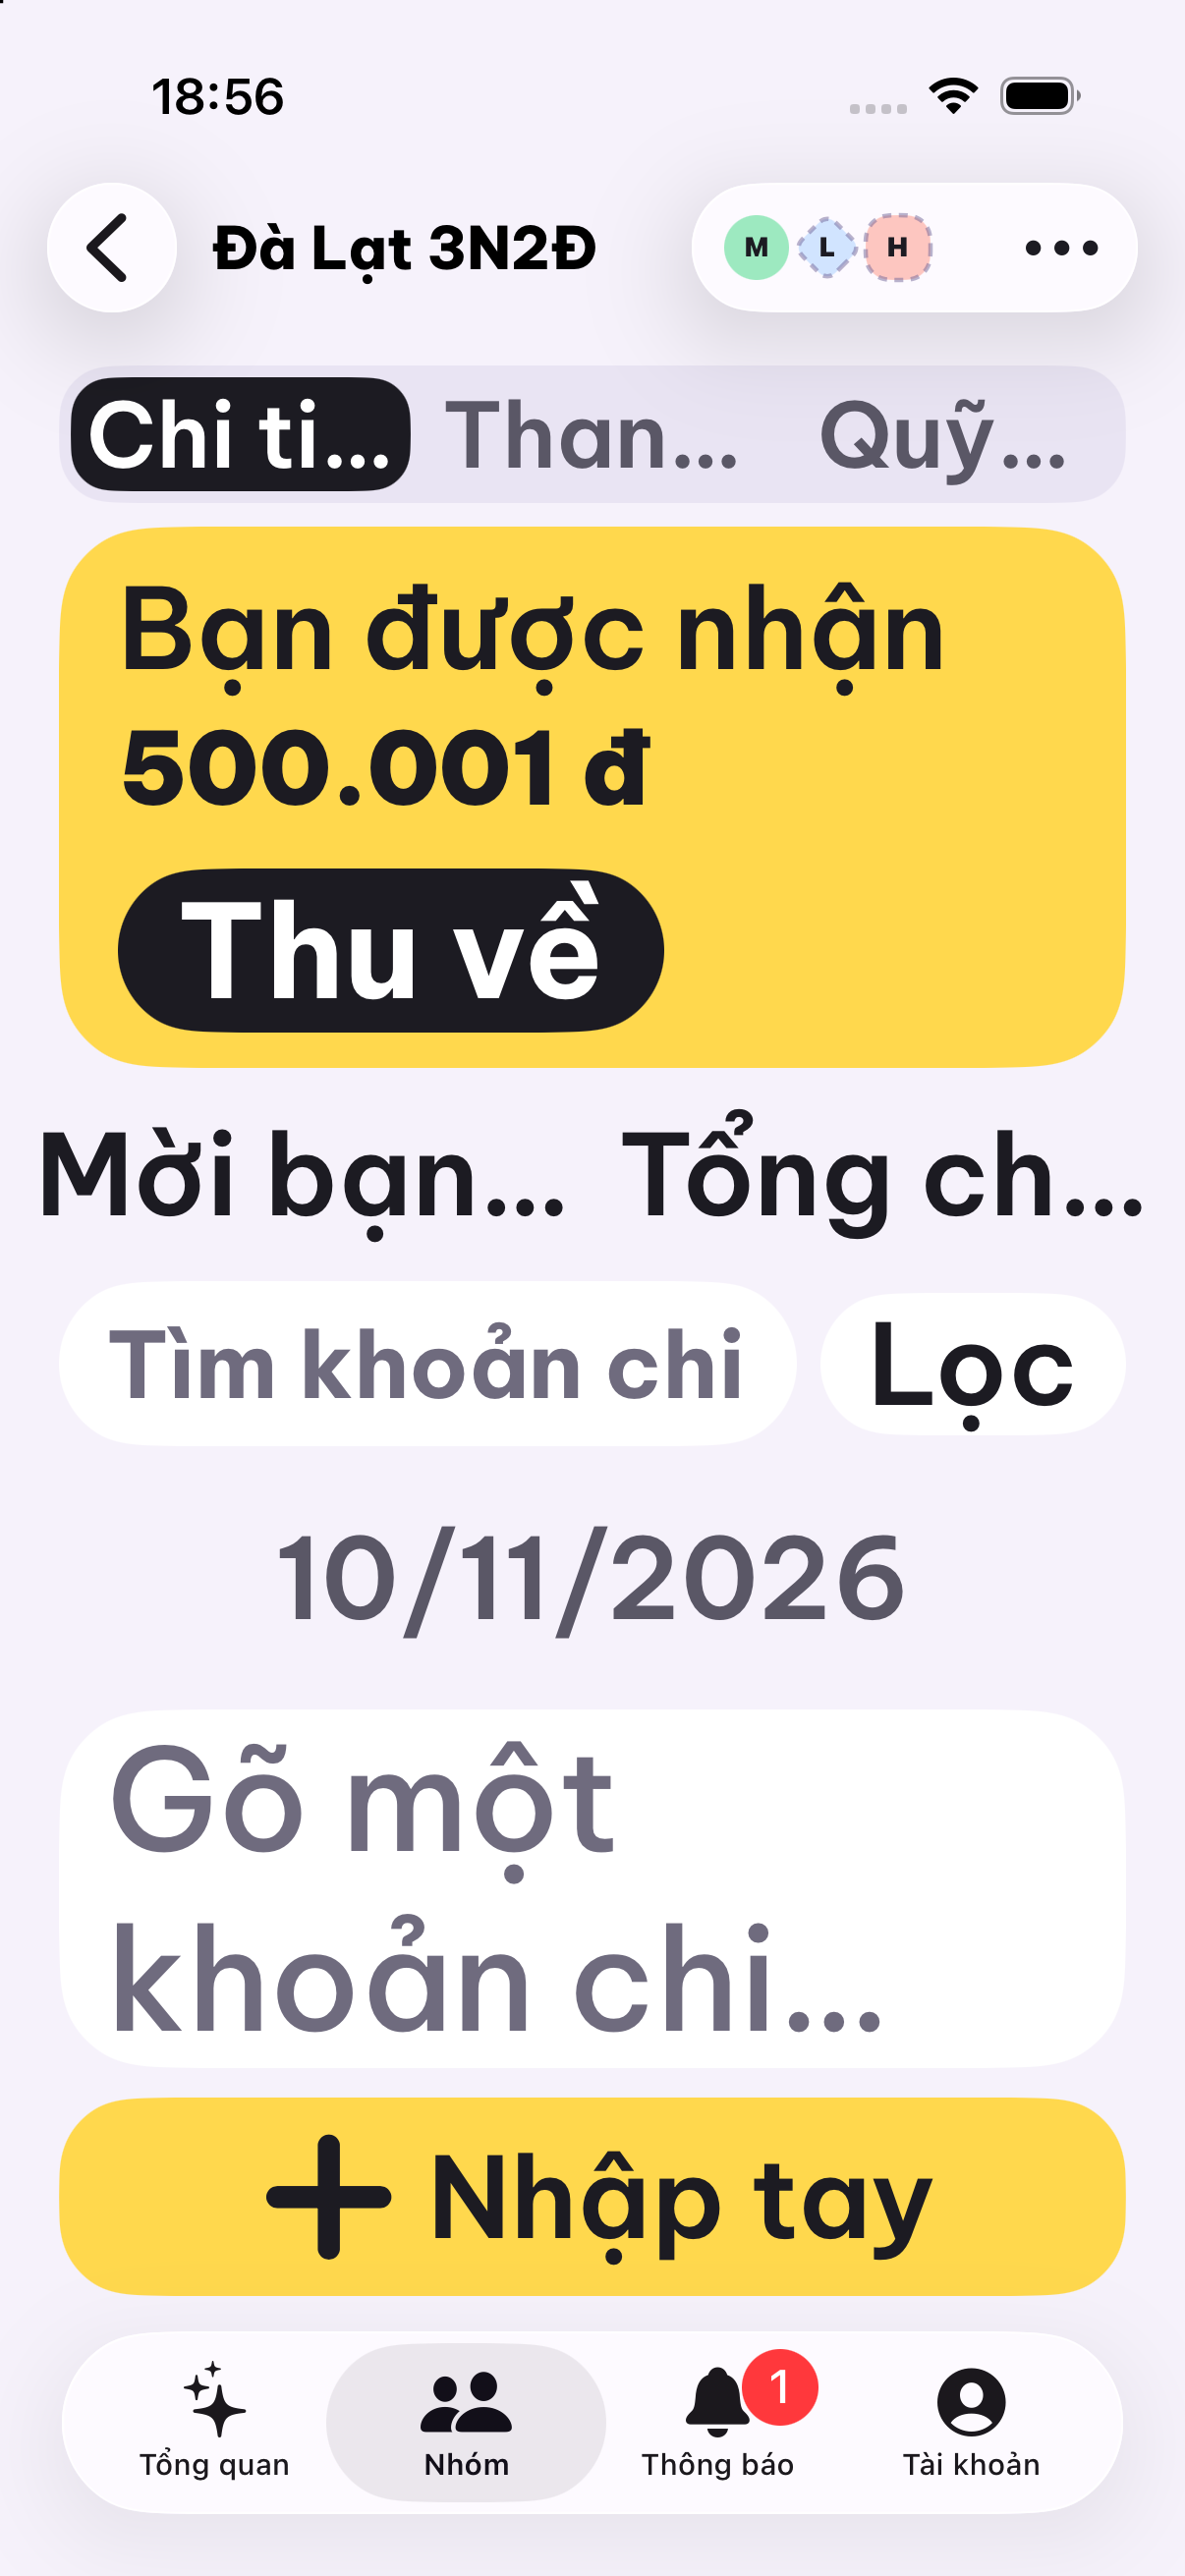 18:56
Đà Lạt 3N2Đ
M L H
Chi ti... Than... Quỹ...
Bạn được nhận
500.001 đ
Thu về
Mời bạn... Tổng ch...
Tìm khoản chi Lọc
10/11/2026
Gõ một
khoản chi...
Nhập tay
1
Tổng quan Nhóm Thông báo Tài khoản